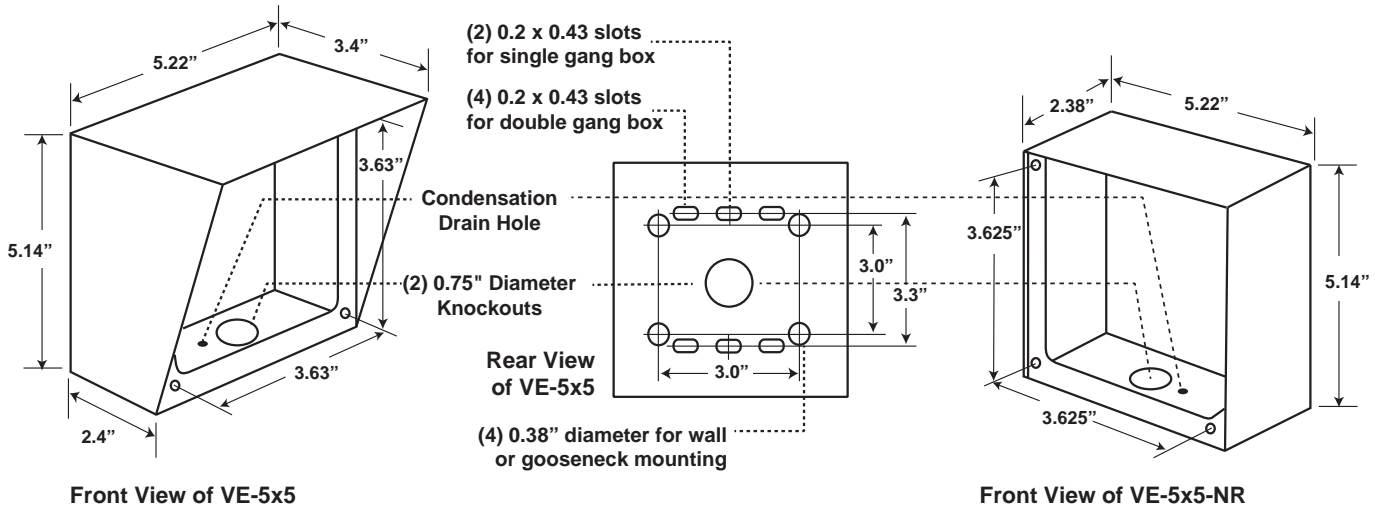 5.22”
3.4”
5.14”
3.63”
3.63”
2.4”
Front View of VE-5x5
(2) 0.2 x 0.43 slots
for single gang box
(4) 0.2 x 0.43 slots
for double gang box
Condensation
Drain Hole
(2) 0.75" Diameter
Knockouts
3.0”
3.3”
3.0”
Rear View
of VE-5x5
(4) 0.38” diameter for wall
or gooseneck mounting
2.38”
5.22”
3.625”
5.14”
3.625”
Front View of VE-5x5-NR